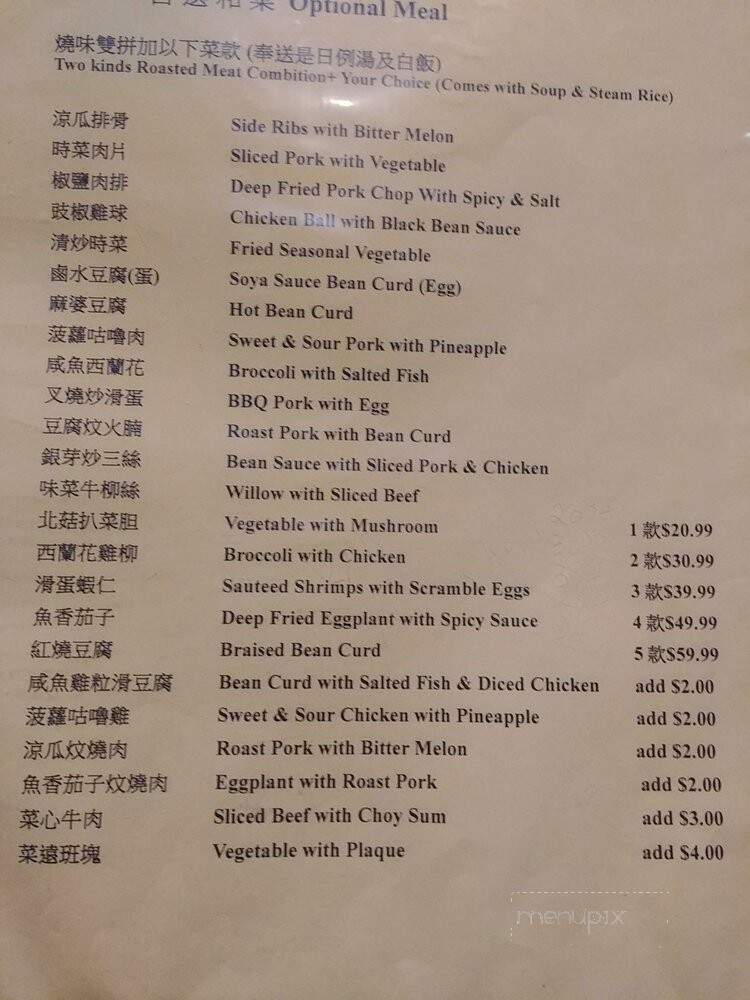 自選和菜 Optional Meal
燒味雙拼加以下菜款 (奉送是日例湯及白飯)
Two kinds Roasted Meat Combition+ Your Choice (Comes with Soup & Steam Rice)
涼瓜排骨 Side Ribs with Bitter Melon
時菜肉片 Sliced Pork with Vegetable
椒鹽肉排 Deep Fried Pork Chop With Spicy & Salt
豉椒雞球 Chicken Ball with Black Bean Sauce
清炒時菜 Fried Seasonal Vegetable
鹵水豆腐(蛋) Soya Sauce Bean Curd (Egg)
麻婆豆腐 Hot Bean Curd
菠蘿咕嚕肉 Sweet & Sour Pork with Pineapple
咸魚西蘭花 Broccoli with Salted Fish
叉燒炒滑蛋 BBQ Pork with Egg
豆腐炆火腩 Roast Pork with Bean Curd
銀芽炒三絲 Bean Sauce with Sliced Pork & Chicken
味菜牛柳絲 Willow with Sliced Beef
北菇扒菜胆 Vegetable with Mushroom 1 款$20.99
西蘭花雞柳 Broccoli with Chicken 2 款$30.99
滑蛋蝦仁 Sauteed Shrimps with Scramble Eggs 3 款$39.99
魚香茄子 Deep Fried Eggplant with Spicy Sauce 4 款$49.99
紅燒豆腐 Braised Bean Curd 5 款$59.99
咸魚雞粒滑豆腐 Bean Curd with Salted Fish & Diced Chicken add $2.00
菠蘿咕嚕雞 Sweet & Sour Chicken with Pineapple add $2.00
涼瓜炆燒肉 Roast Pork with Bitter Melon add $2.00
魚香茄子炆燒肉 Eggplant with Roast Pork add $2.00
菜心牛肉 Sliced Beef with Choy Sum add $3.00
菜遠班塊 Vegetable with Plaque add $4.00
menupix